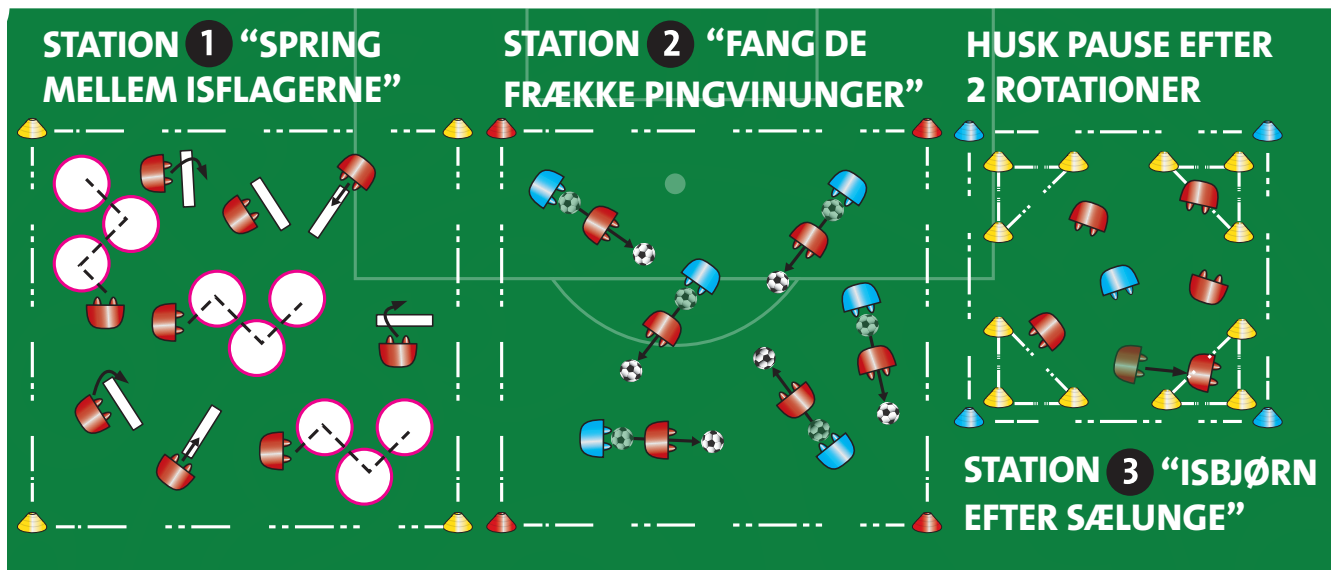 STATION 1 “SPRING
MELLEM ISFLAGERNE”
STATION 2 “FANG DE
FRÆKKE PINGVINUNGER”
HUSK PAUSE EFTER
2 ROTATIONER
STATION 3 “ISBJØRN
EFTER SÆLUNGE”